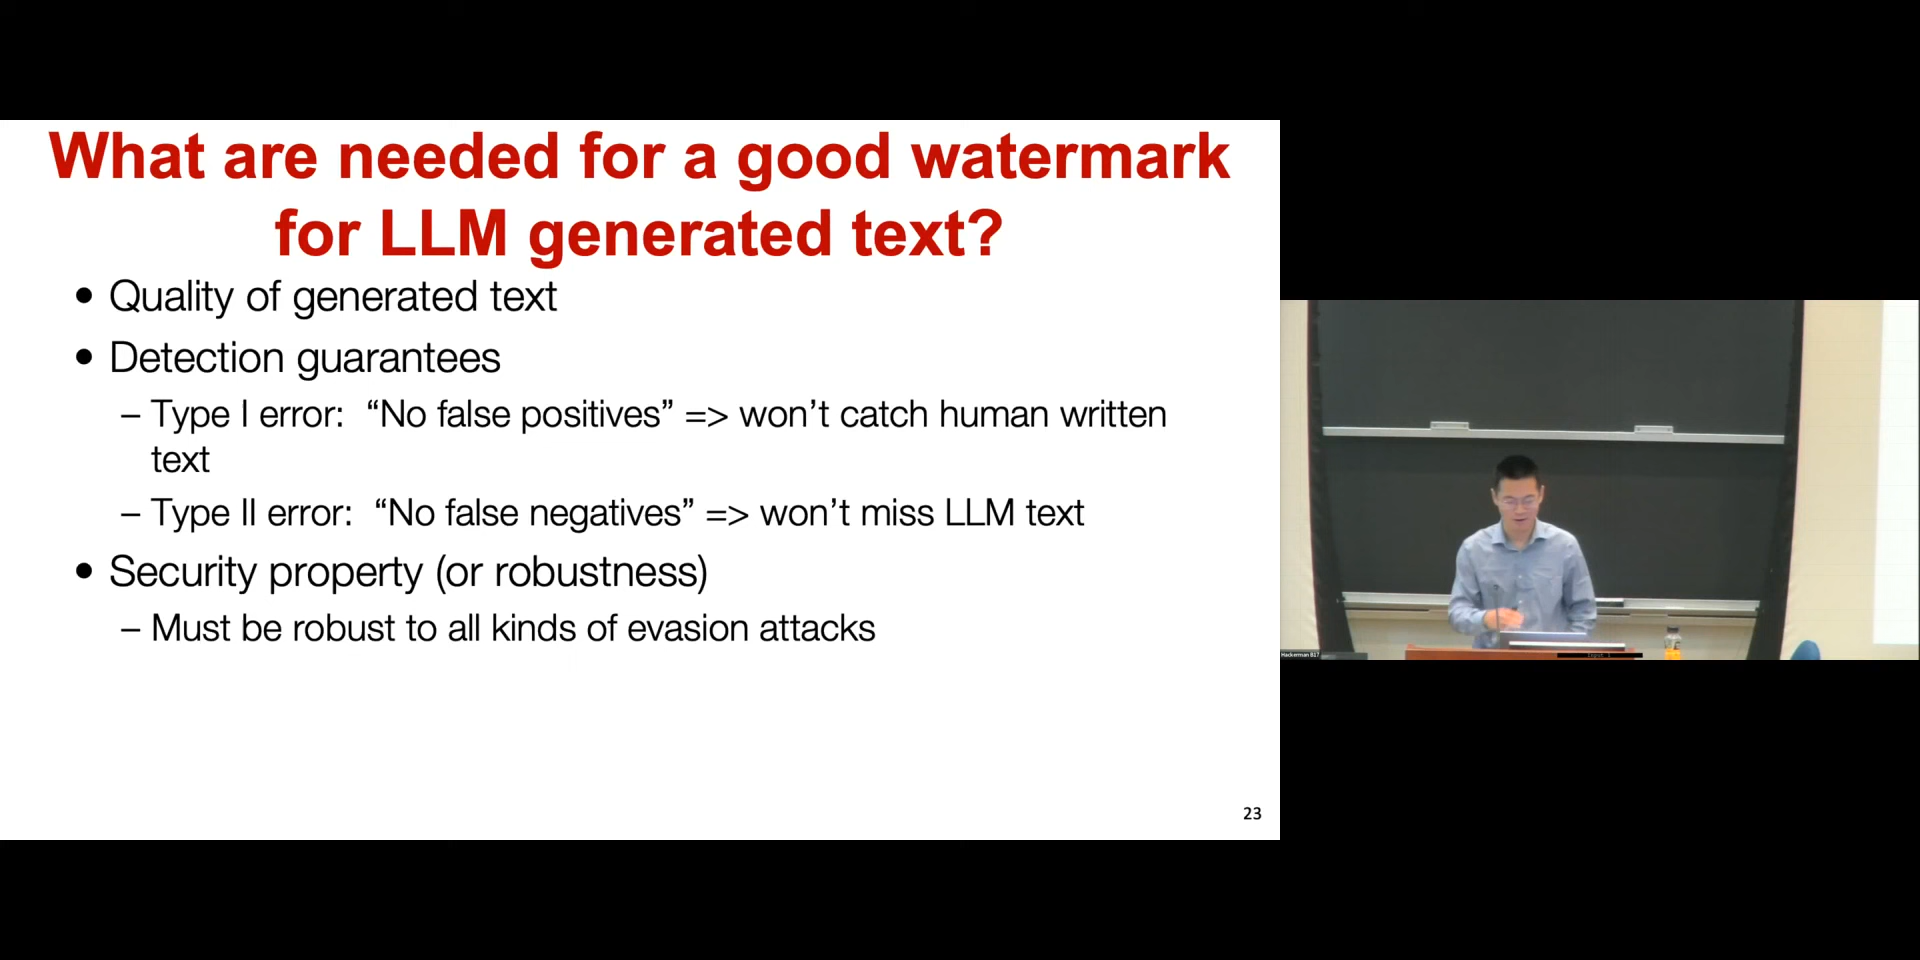 What are needed for a good watermark
for LLM generated text?
• Quality of generated text
• Detection guarantees
– Type I error: “No false positives” => won’t catch human written
text
– Type II error: “No false negatives” => won’t miss LLM text
• Security property (or robustness)
– Must be robust to all kinds of evasion attacks
23
Hackerman B17